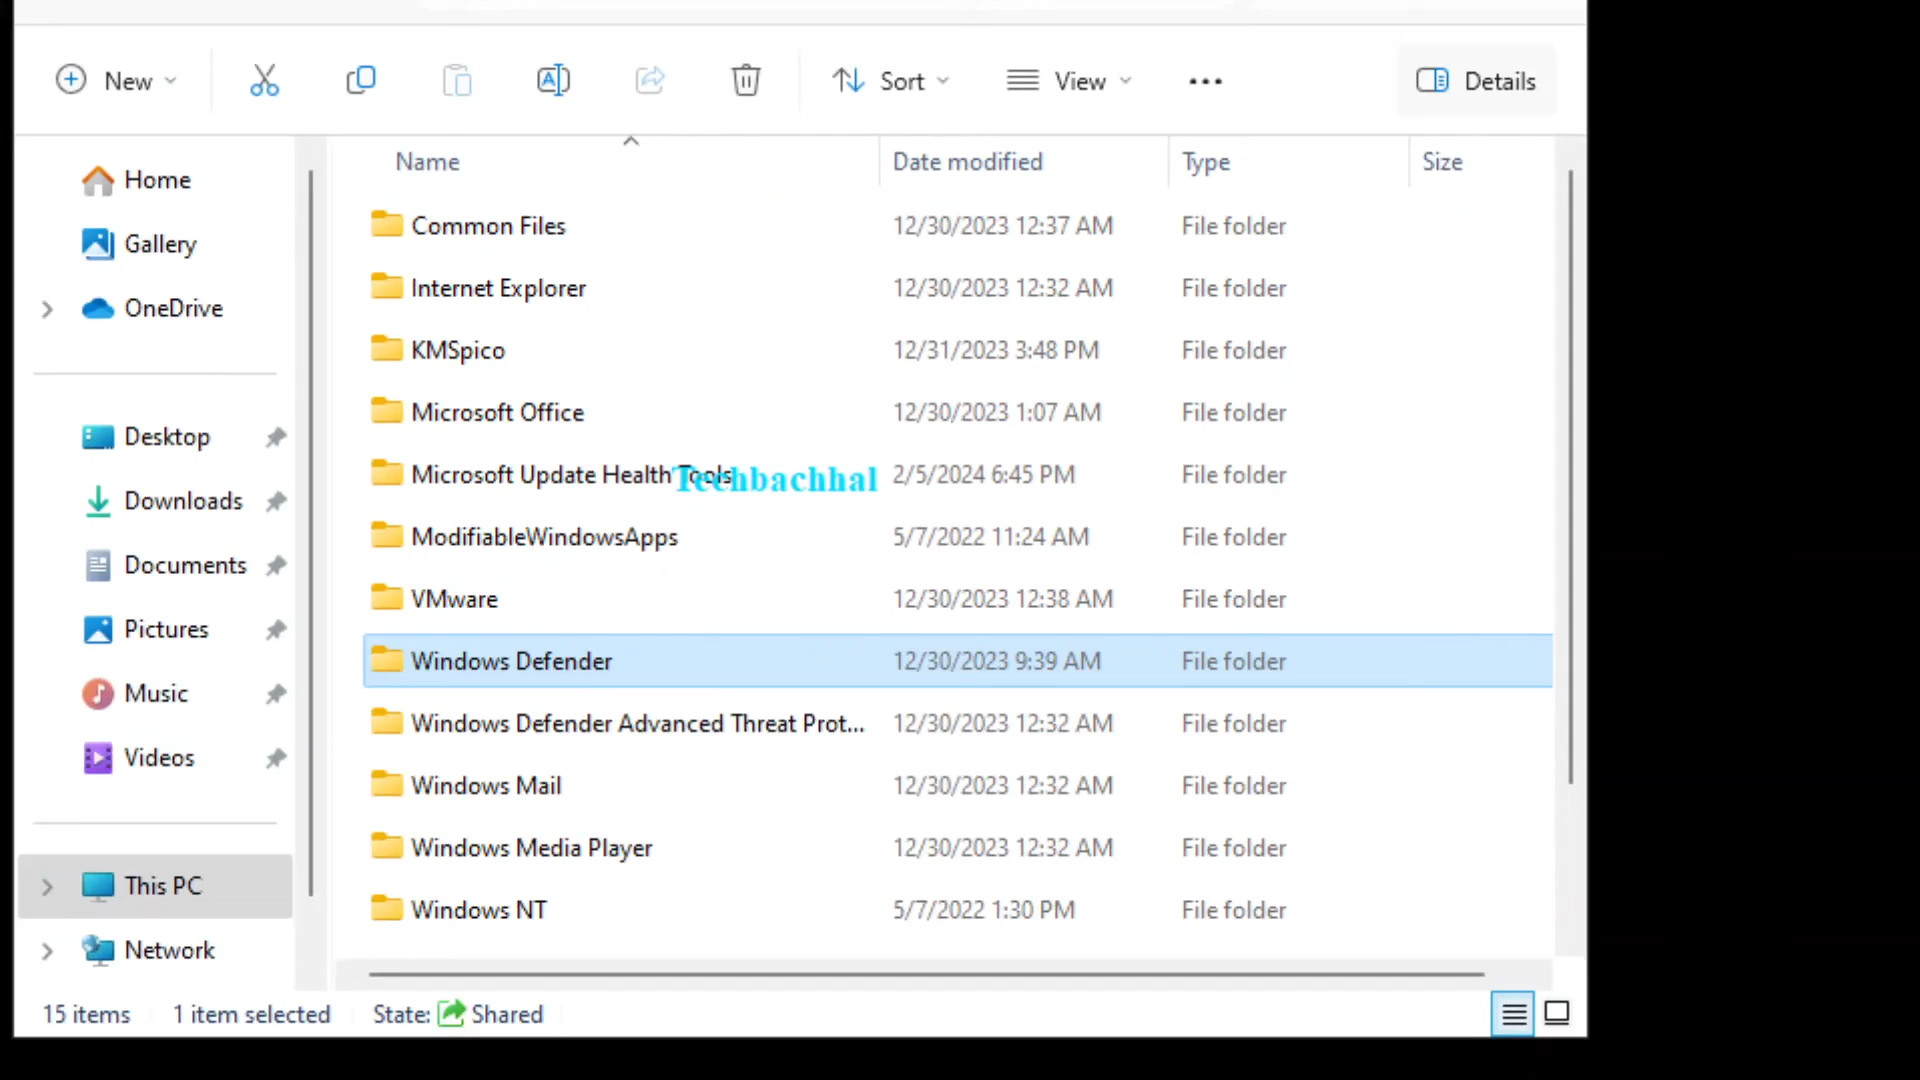 New
Sort
View
Details
Home
Gallery
OneDrive
Desktop
Downloads
Documents
Pictures
Music
Videos
This PC
Network
Name Date modified Type Size
Common Files 12/30/2023 12:37 AM File folder
Internet Explorer 12/30/2023 12:32 AM File folder
KMSpico 12/31/2023 3:48 PM File folder
Microsoft Office 12/30/2023 1:07 AM File folder
Microsoft Update Health Tools 2/5/2024 6:45 PM File folder
Techbachhal
ModifiableWindowsApps 5/7/2022 11:24 AM File folder
VMware 12/30/2023 12:38 AM File folder
Windows Defender 12/30/2023 9:39 AM File folder
Windows Defender Advanced Threat Prot... 12/30/2023 12:32 AM File folder
Windows Mail 12/30/2023 12:32 AM File folder
Windows Media Player 12/30/2023 12:32 AM File folder
Windows NT 5/7/2022 1:30 PM File folder
15 items 1 item selected State: Shared